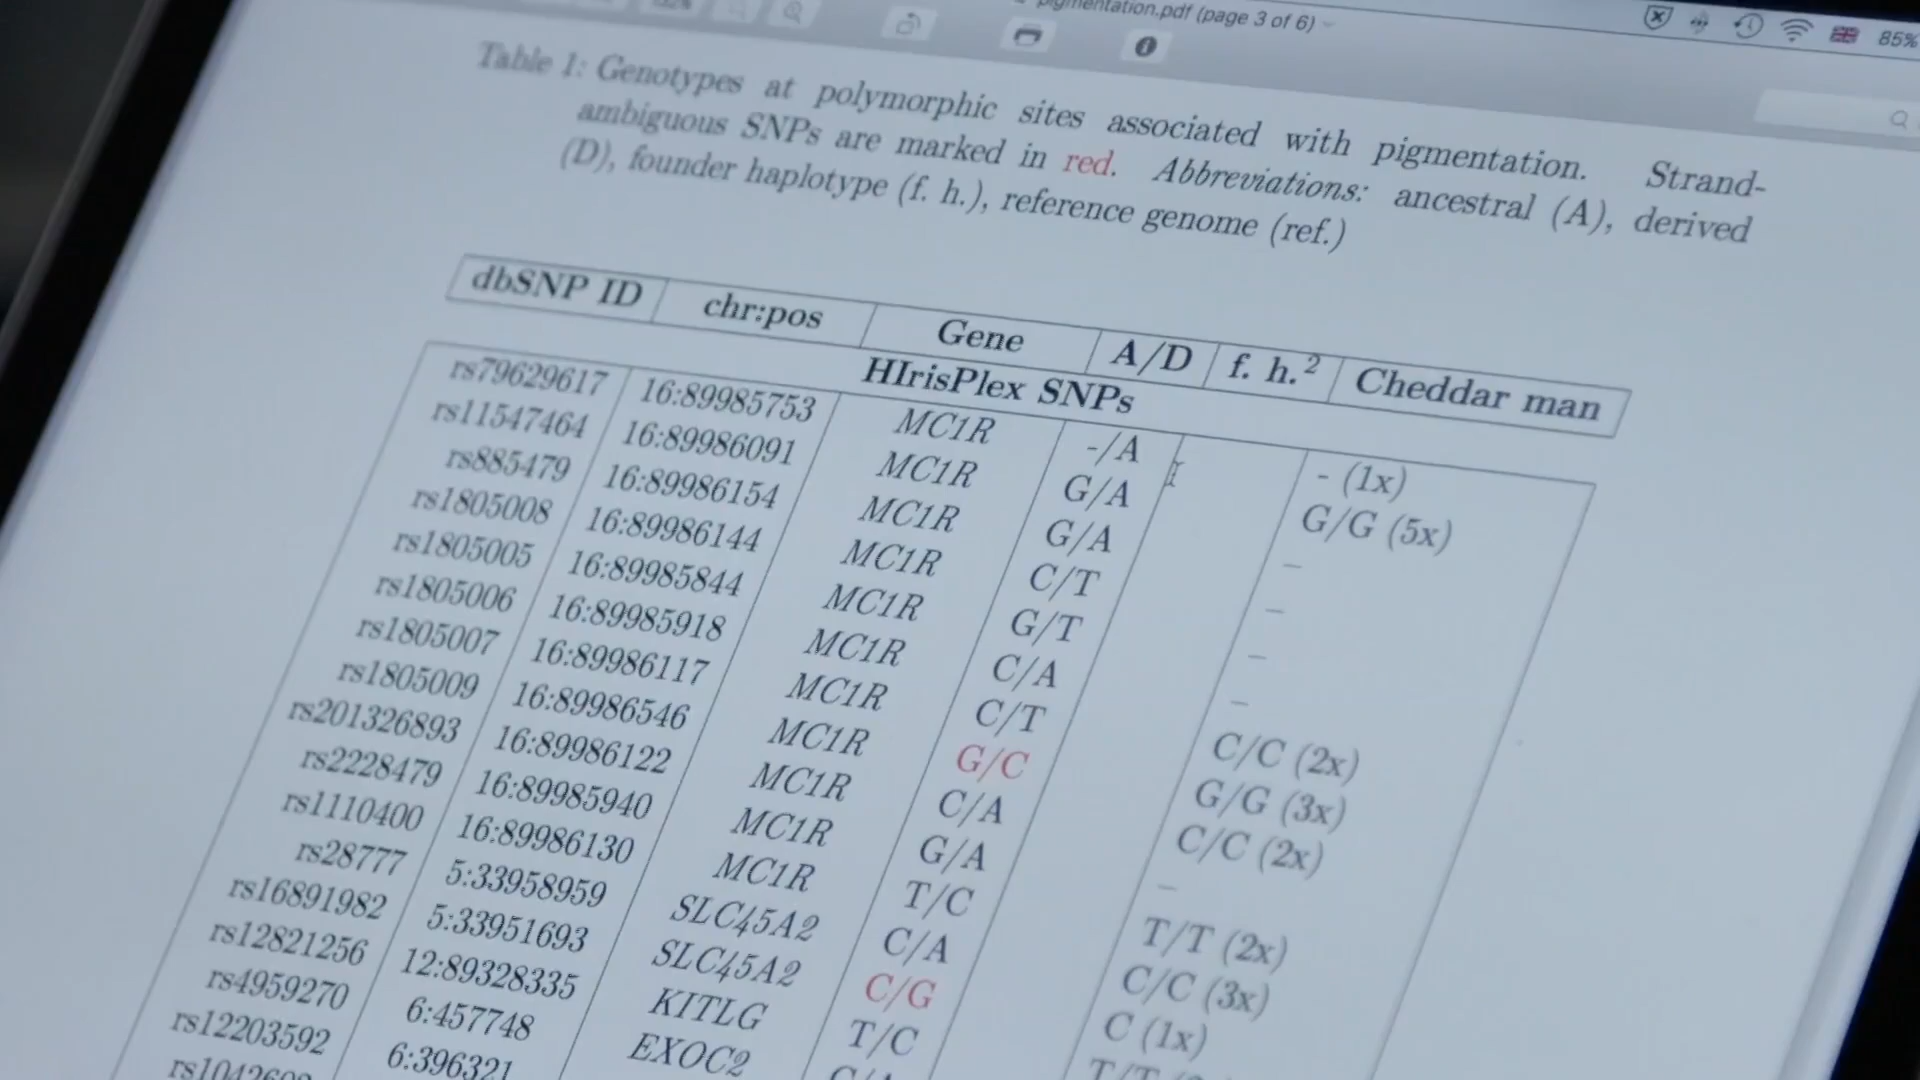 pigmentation.pdf (page 3 of 6)
85%
Table 1: Genotypes at polymorphic sites associated with pigmentation. Strand-
ambiguous SNPs are marked in red. Abbreviations: ancestral (A), derived
(D), founder haplotype (f. h.), reference genome (ref.)
dbSNP ID chr:pos Gene A/D f. h.² Cheddar man
HIrisPlex SNPs
rs79629617 16:89985753 MC1R -/A - (1x)
rs11547464 16:89986091 MC1R G/A G/G (5x)
rs885479 16:89986154 MC1R G/A –
rs1805008 16:89986144 MC1R C/T –
rs1805005 16:89985844 MC1R G/T –
rs1805006 16:89985918 MC1R C/A –
rs1805007 16:89986117 MC1R C/T C/C (2x)
rs1805009 16:89986546 MC1R G/C G/G (3x)
rs201326893 16:89986122 MC1R C/A C/C (2x)
rs2228479 16:89985940 MC1R G/A –
rs1110400 16:89986130 MC1R T/C T/T (2x)
rs28777 5:33958959 SLC45A2 C/A C/C (3x)
rs16891982 5:33951693 SLC45A2 C/G C (1x)
rs12821256 12:89328335 KITLG T/C T/T
rs4959270 6:457748 EXOC2 C/A
rs12203592 6:396321